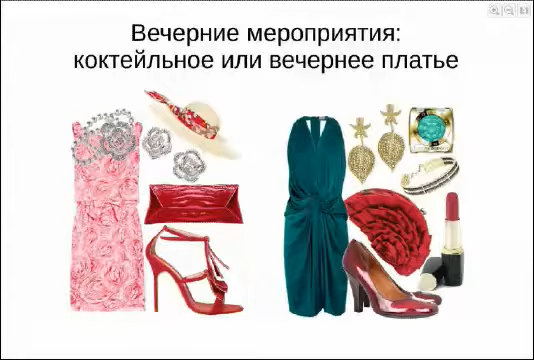 Вечерние мероприятия:
коктейльное или вечернее платье